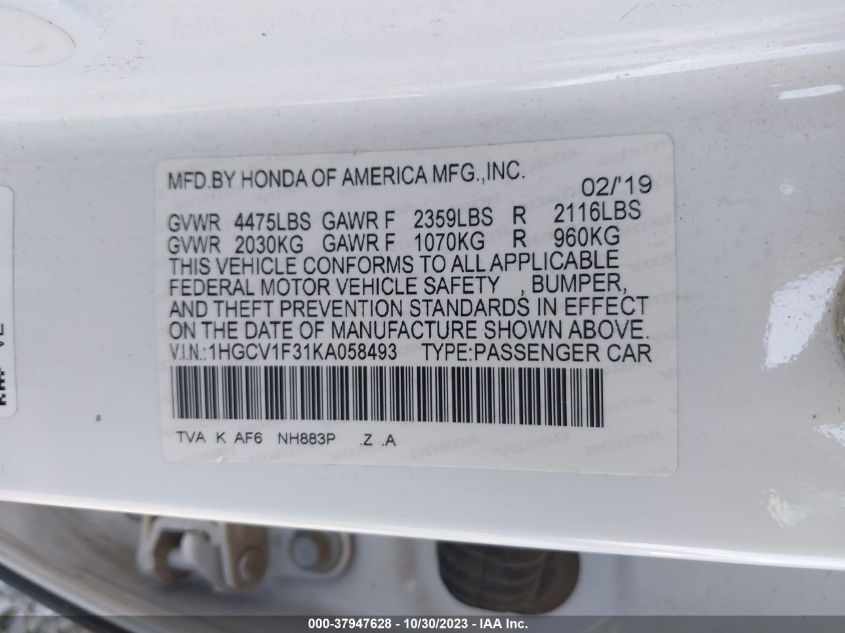 MFD.BY HONDA OF AMERICA MFG.,INC. 02/'19
GVWR 4475LBS GAWR F 2359LBS R 2116LBS
GVWR 2030KG GAWR F 1070KG R 960KG
THIS VEHICLE CONFORMS TO ALL APPLICABLE
FEDERAL MOTOR VEHICLE SAFETY , BUMPER,
AND THEFT PREVENTION STANDARDS IN EFFECT
ON THE DATE OF MANUFACTURE SHOWN ABOVE.
V.I.N.:1HGCV1F31KA058493 TYPE:PASSENGER CAR
TVA K AF6 NH883P .Z .A
000-37947628 - 10/30/2023 - IAA Inc.